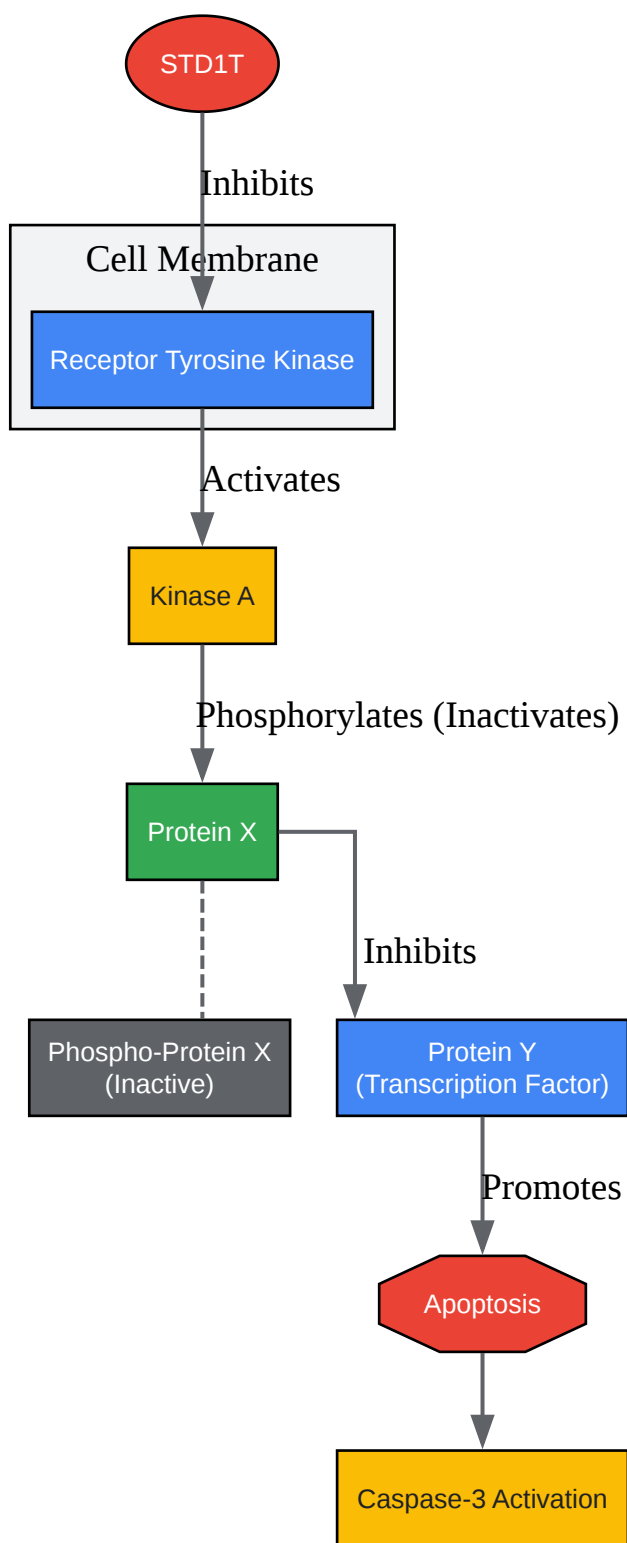 STD1T
Inhibits
Cell Membrane
Receptor Tyrosine Kinase
Activates
Kinase A
Phosphorylates (Inactivates)
Protein X
Inhibits
Phospho-Protein X
(Inactive)
Protein Y
(Transcription Factor)
Promotes
Apoptosis
Caspase-3 Activation